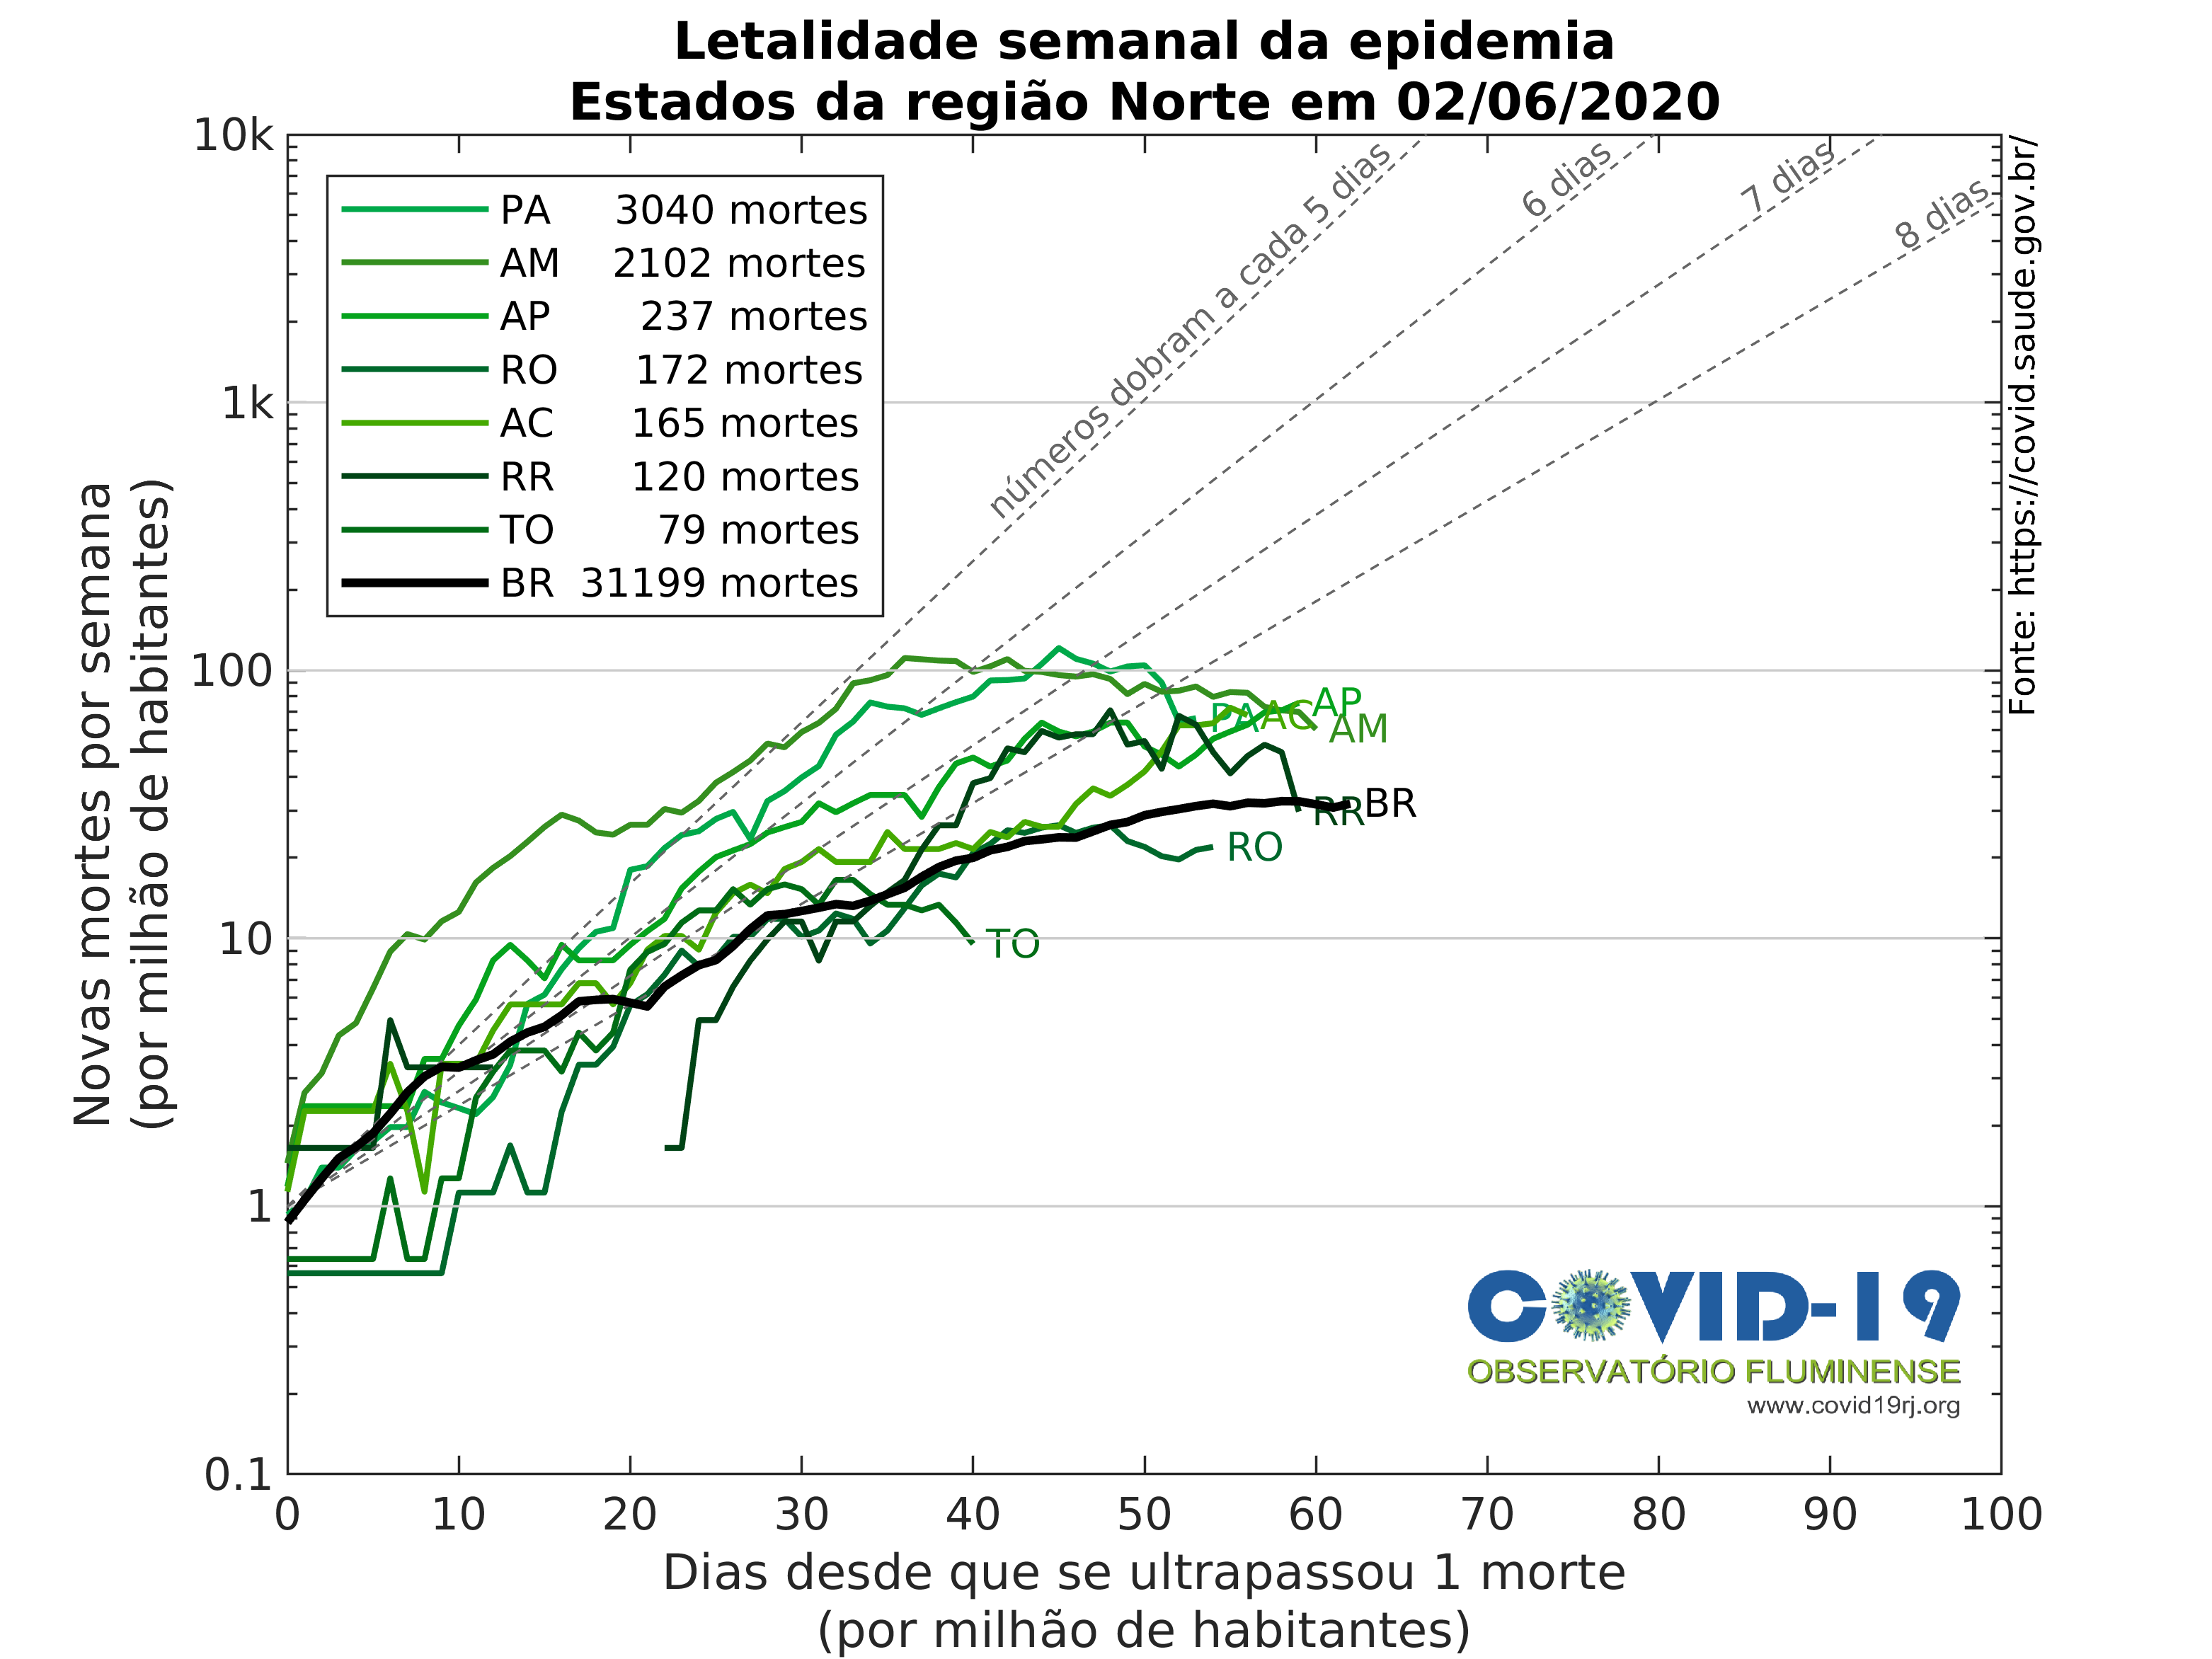 Letalidade semanal da epidemia
Estados da região Norte em 02/06/2020
10k
1k
100
10
1
0.1
Novas mortes por semana
(por milhão de habitantes)
PA 3040 mortes
AM 2102 mortes
AP 237 mortes
RO 172 mortes
AC 165 mortes
RR 120 mortes
TO 79 mortes
BR 31199 mortes
números dobram a cada 5 dias
6 dias
7 dias
8 dias
Fonte: https://covid.saude.gov.br/
PA
AC
AP
AM
RR
BR
RO
TO
COVID-19
OBSERVATÓRIO FLUMINENSE
www.covid19rj.org
0 10 20 30 40 50 60 70 80 90 100
Dias desde que se ultrapassou 1 morte
(por milhão de habitantes)